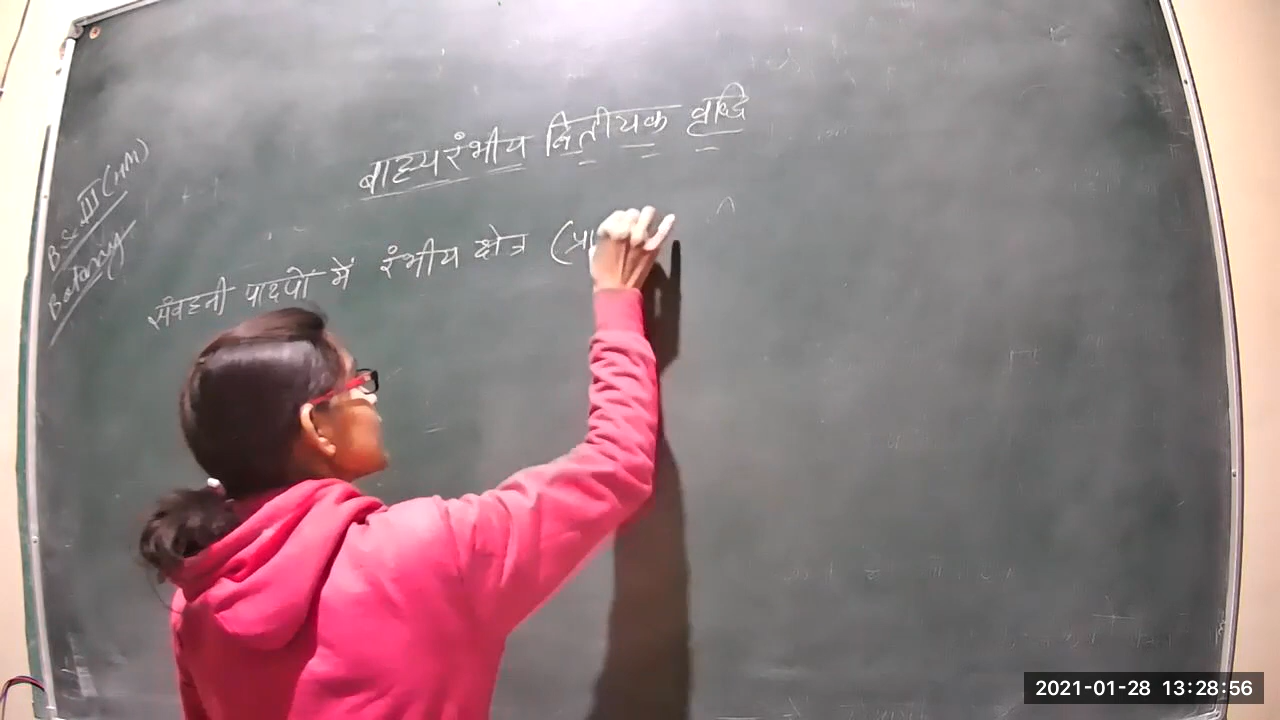 B.Sc. III (HM)
Botany
बाह्यरंभीय द्वितीयक वृद्धि
संवहनी पादपों में रंभीय क्षेत्र (प्रा
2021-01-28 13:28:56